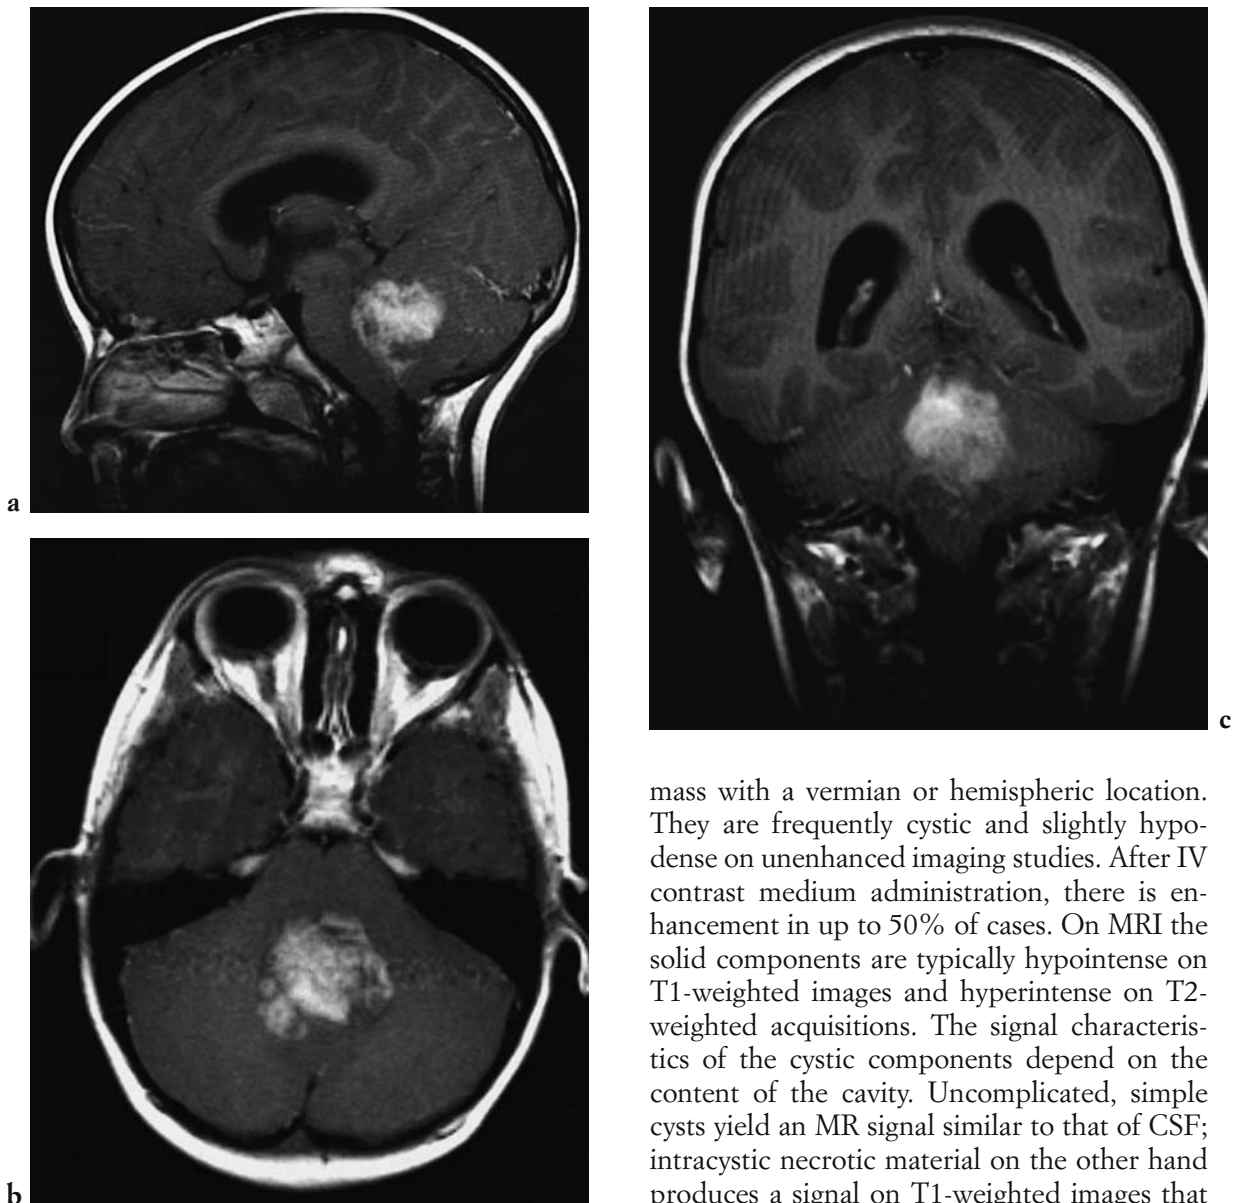 a
b
c
mass with a vermian or hemispheric location.
They are frequently cystic and slightly hypo-
dense on unenhanced imaging studies. After IV
contrast medium administration, there is en-
hancement in up to 50% of cases. On MRI the
solid components are typically hypointense on
T1-weighted images and hyperintense on T2-
weighted acquisitions. The signal characteris-
tics of the cystic components depend on the
content of the cavity. Uncomplicated, simple
cysts yield an MR signal similar to that of CSF;
intracystic necrotic material on the other hand
produces a signal on T1-weighted images that